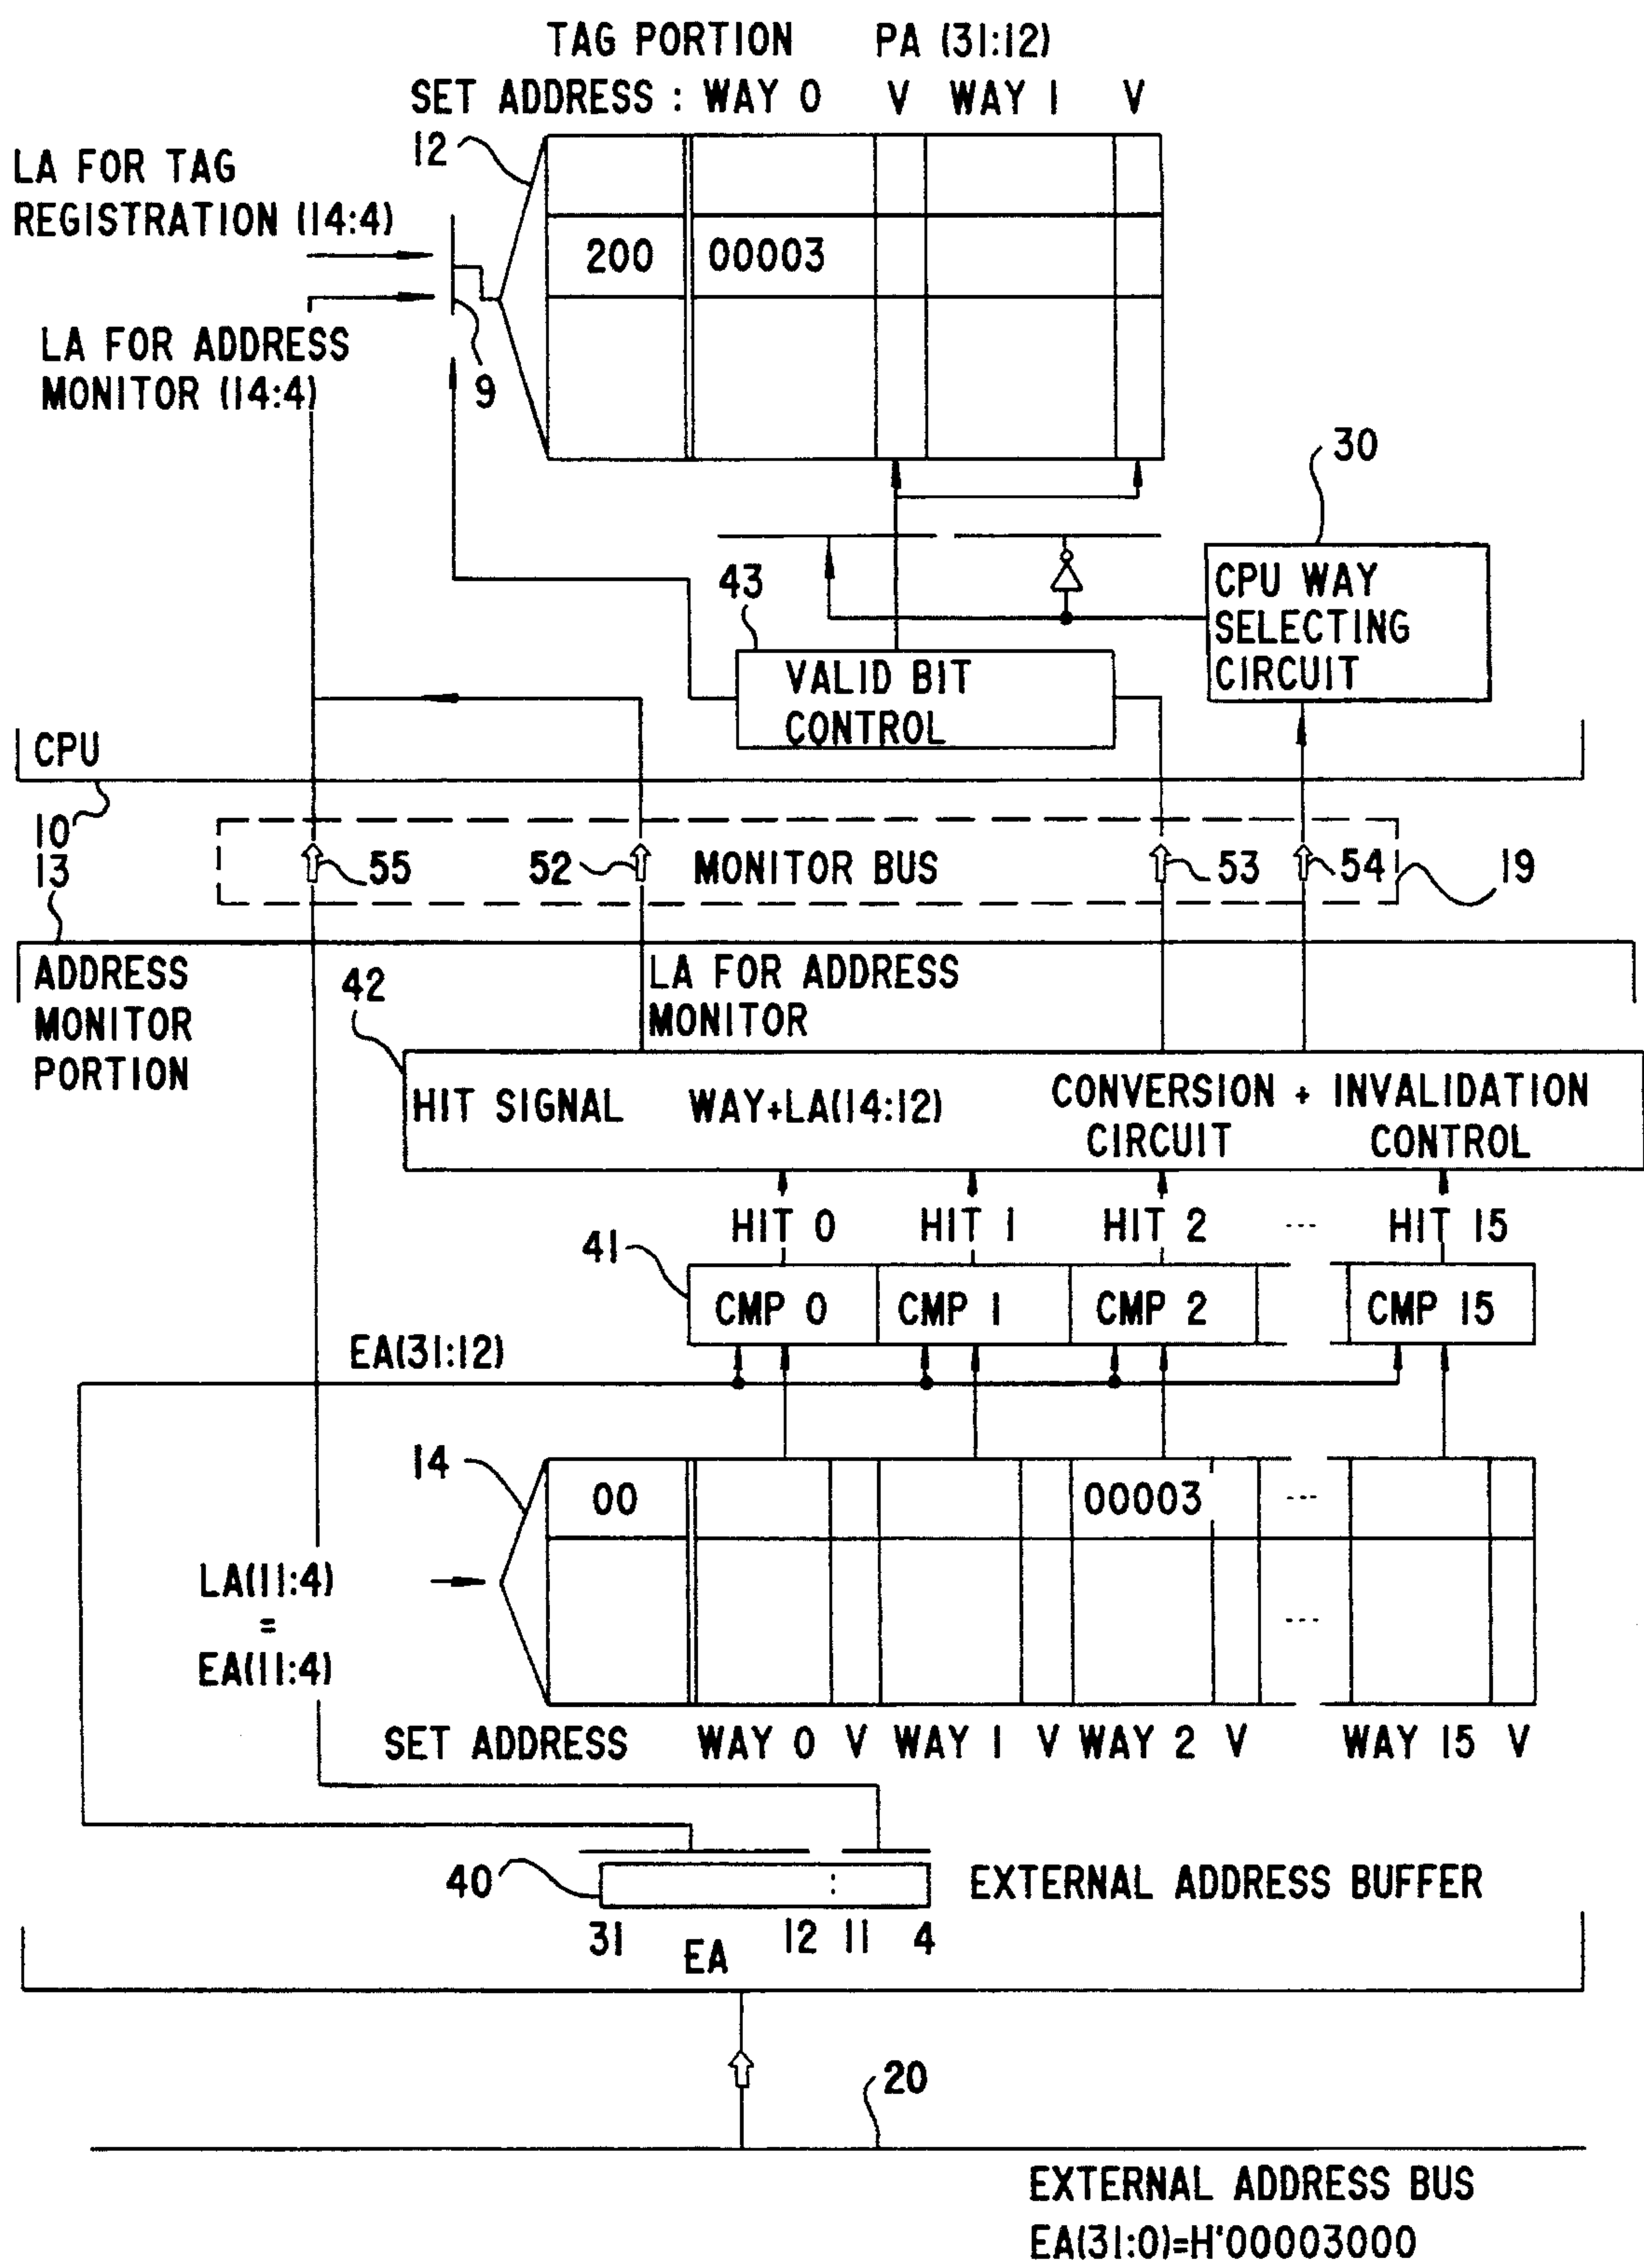 TAG PORTION PA (31:12)
SET ADDRESS : WAY 0 V WAY 1 V
12
LA FOR TAG
REGISTRATION (14:4)
200 00003
LA FOR ADDRESS
MONITOR (14:4)
9
30
CPU WAY
SELECTING
CIRCUIT
43
VALID BIT
CONTROL
CPU
10
13
55
52
MONITOR BUS
53
54
19
ADDRESS
MONITOR
PORTION
42
LA FOR ADDRESS
MONITOR
HIT SIGNAL WAY+LA(14:12) CONVERSION + INVALIDATION
CIRCUIT CONTROL
HIT 0 HIT 1 HIT 2 --- HIT 15
41
CMP 0 CMP 1 CMP 2 CMP 15
EA(31:12)
14
00 00003 ---
LA(11:4)
=
EA(11:4)
---
SET ADDRESS WAY 0 V WAY 1 V WAY 2 V WAY 15 V
40
EXTERNAL ADDRESS BUFFER
31 12 11 4
EA
20
EXTERNAL ADDRESS BUS
EA(31:0)=H'00003000